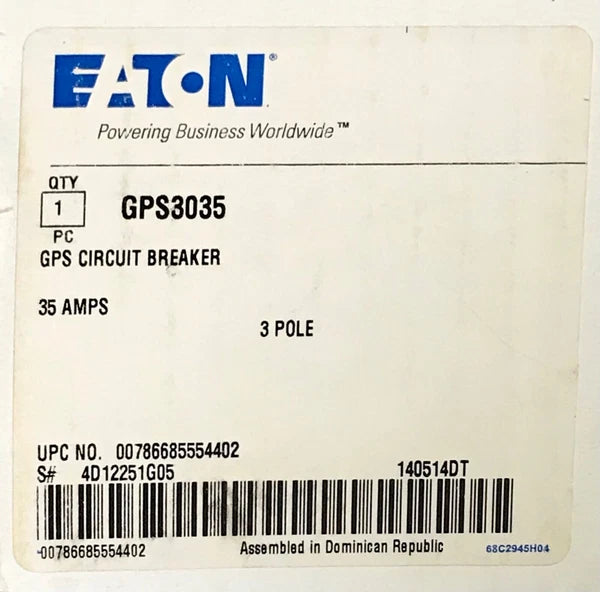 EATON®
Powering Business Worldwide™
QTY
1 GPS3035
PC
GPS CIRCUIT BREAKER
35 AMPS
3 POLE
UPC NO. 00786685554402
S# 4D12251G05 140514DT
00786685554402 Assembled in Dominican Republic 68C2945H04